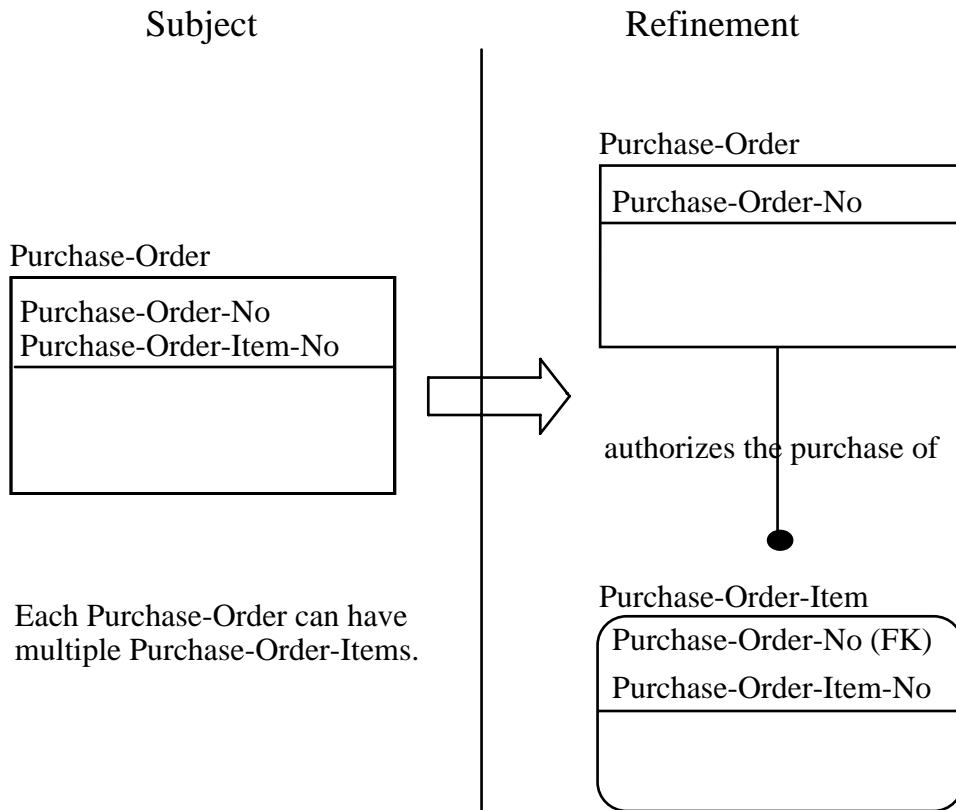 Subject
Refinement
Purchase-Order
Purchase-Order-No
Purchase-Order-Item-No
Each Purchase-Order can have
multiple Purchase-Order-Items.
Purchase-Order
Purchase-Order-No
authorizes the purchase of
Purchase-Order-Item
Purchase-Order-No (FK)
Purchase-Order-Item-No